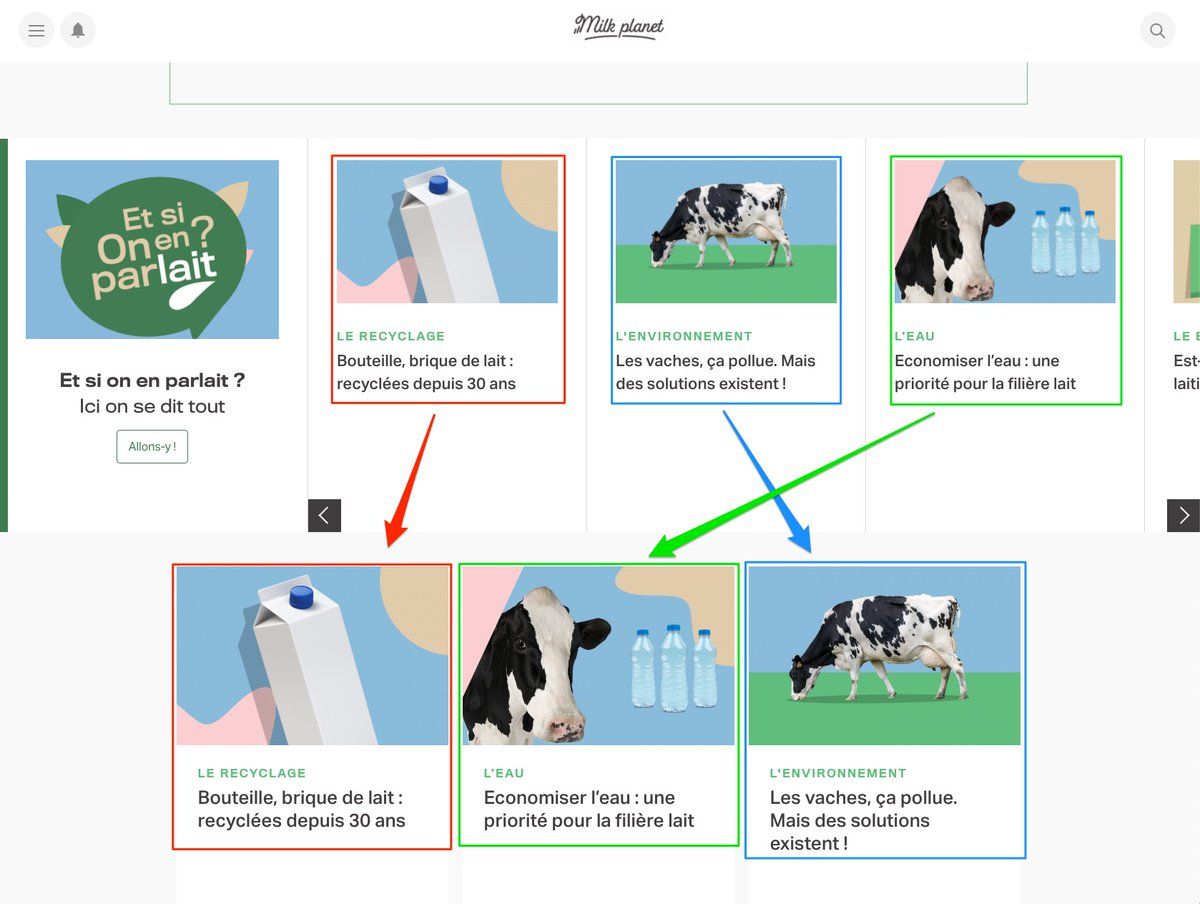 Milk planet
Et si
On en ?
parlait
Et si on en parlait ?
Ici on se dit tout
Allons-y !
LE RECYCLAGE
Bouteille, brique de lait :
recyclées depuis 30 ans
L'ENVIRONNEMENT
Les vaches, ça pollue. Mais
des solutions existent !
L'EAU
Economiser l'eau : une
priorité pour la filière lait
LE E
Est-
laiti
LE RECYCLAGE
Bouteille, brique de lait :
recyclées depuis 30 ans
L'EAU
Economiser l'eau : une
priorité pour la filière lait
L'ENVIRONNEMENT
Les vaches, ça pollue.
Mais des solutions
existent !